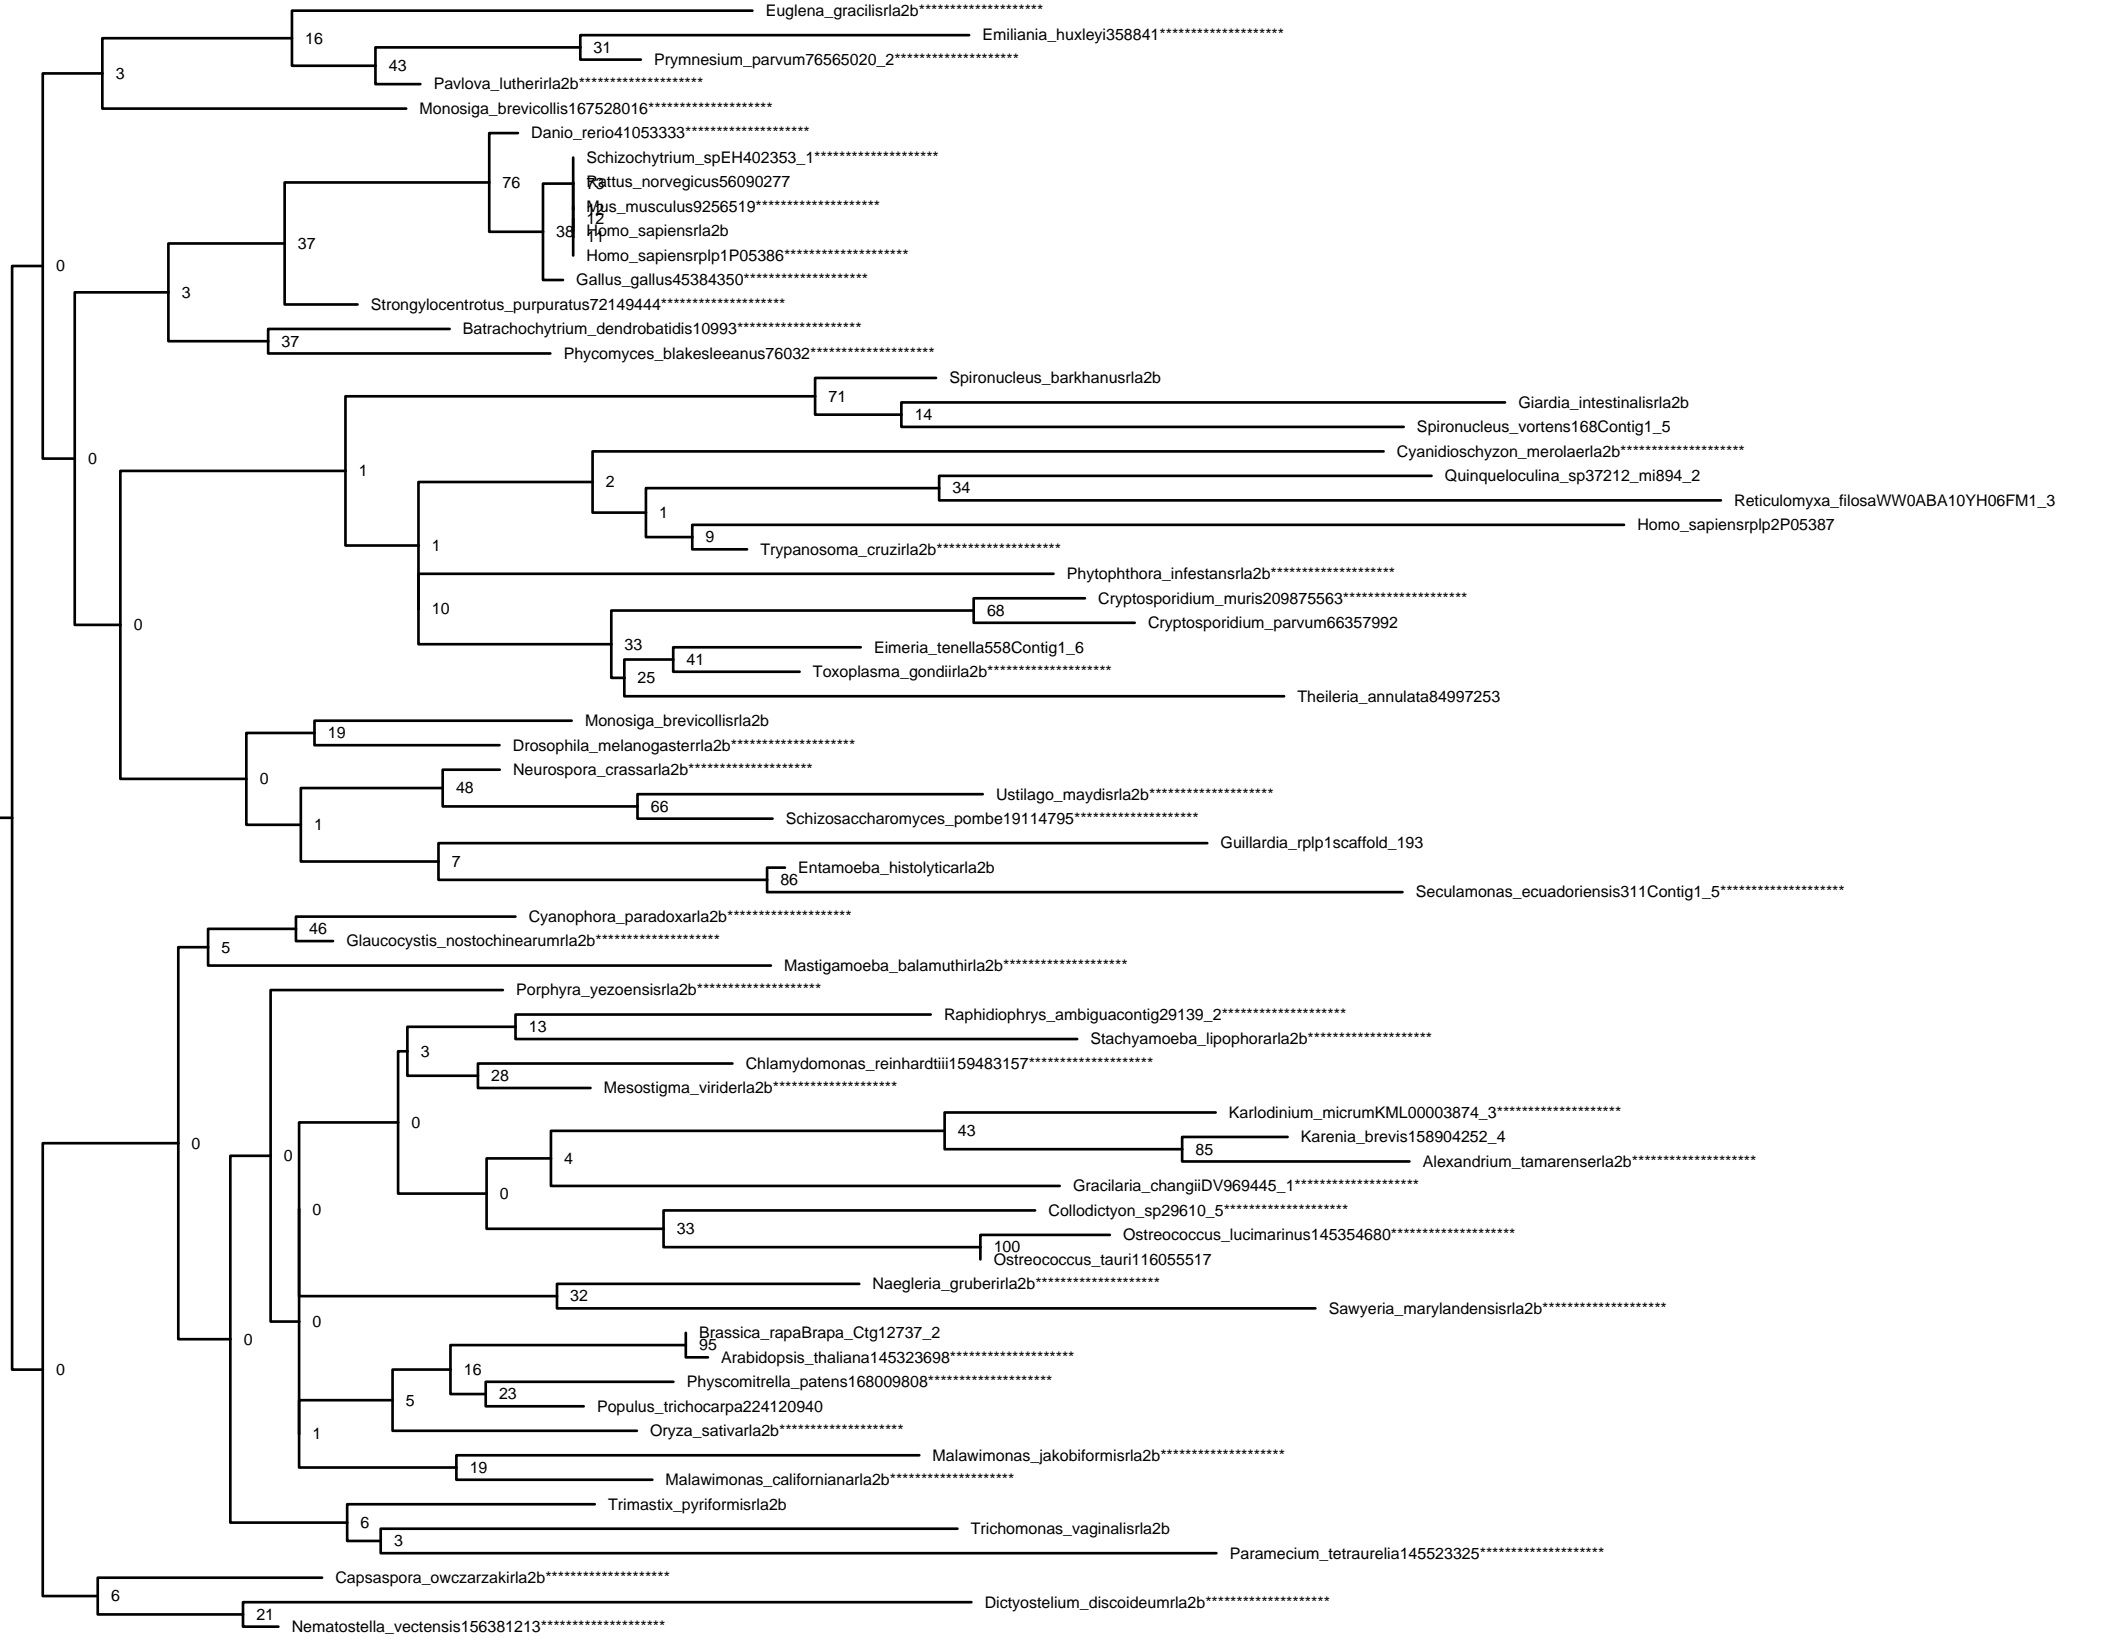 Euglena_gracilisrla2b********************
16
Emiliania_huxleyi358841********************
31
Prymnesium_parvum76565020_2********************
43
3
Pavlova_lutherirla2b********************
Monosiga_brevicollis167528016********************
Danio_rerio41053333********************
Schizochytrium_spEH402353_1********************
76
Rattus_norvegicus56090277
73
Mus_musculus9256519********************
12
38
Homo_sapiensrla2b
11
37
Homo_sapiensrplp1P05386********************
0
Gallus_gallus45384350********************
3
Strongylocentrotus_purpuratus72149444********************
Batrachochytrium_dendrobatidis10993********************
37
Phycomyces_blakesleeanus76032********************
Spironucleus_barkhanusrla2b
71
Giardia_intestinalisrla2b
14
Spironucleus_vortens168Contig1_5
Cyanidioschyzon_merolaerla2b********************
0
1
Quinqueloculina_sp37212_mi894_2
2
34
Reticulomyxa_filosaWW0ABA10YH06FM1_3
1
Homo_sapiensrplp2P05387
9
1
Trypanosoma_cruzirla2b********************
Phytophthora_infestansrla2b********************
Cryptosporidium_muris209875563********************
10
68
0
Cryptosporidium_parvum66357992
33
Eimeria_tenella558Contig1_6
41
Toxoplasma_gondiirla2b********************
25
Theileria_annulata84997253
Monosiga_brevicollisrla2b
19
Drosophila_melanogasterrla2b********************
Neurospora_crassarla2b********************
0
48
Ustilago_maydisrla2b********************
66
Schizosaccharomyces_pombe19114795********************
1
Guillardia_rplp1scaffold_193
7
Entamoeba_histolyticarla2b
86
Seculamonas_ecuadoriensis311Contig1_5********************
Cyanophora_paradoxarla2b********************
46
Glaucocystis_nostochinearumrla2b********************
5
Mastigamoeba_balamuthirla2b********************
Porphyra_yezoensisrla2b********************
Raphidiophrys_ambiguacontig29139_2********************
13
Stachyamoeba_lipophorarla2b********************
3
Chlamydomonas_reinhardtiii159483157********************
28
Mesostigma_viriderla2b********************
0
Karlodinium_micrumKML00003874_3********************
43
Karenia_brevis158904252_4
0
0
4
85
Alexandrium_tamarenserla2b********************
Gracilaria_changiiDV969445_1********************
0
0
Collodictyon_sp29610_5********************
33
Ostreococcus_lucimarinus145354680********************
100
Ostreococcus_tauri116055517
Naegleria_gruberirla2b********************
32
Sawyeria_marylandensisrla2b********************
0
0
Brassica_rapaBrapa_Ctg12737_2
95
Arabidopsis_thaliana145323698********************
0
16
Physcomitrella_patens168009808********************
23
5
Populus_trichocarpa224120940
Oryza_sativarla2b********************
1
Malawimonas_jakobiformisrla2b********************
19
Malawimonas_californianarla2b********************
Trimastix_pyriformisrla2b
6
Trichomonas_vaginalisrla2b
3
Paramecium_tetraurelia145523325********************
Capsaspora_owczarzakirla2b********************
6
Dictyostelium_discoideumrla2b********************
21
Nematostella_vectensis156381213********************